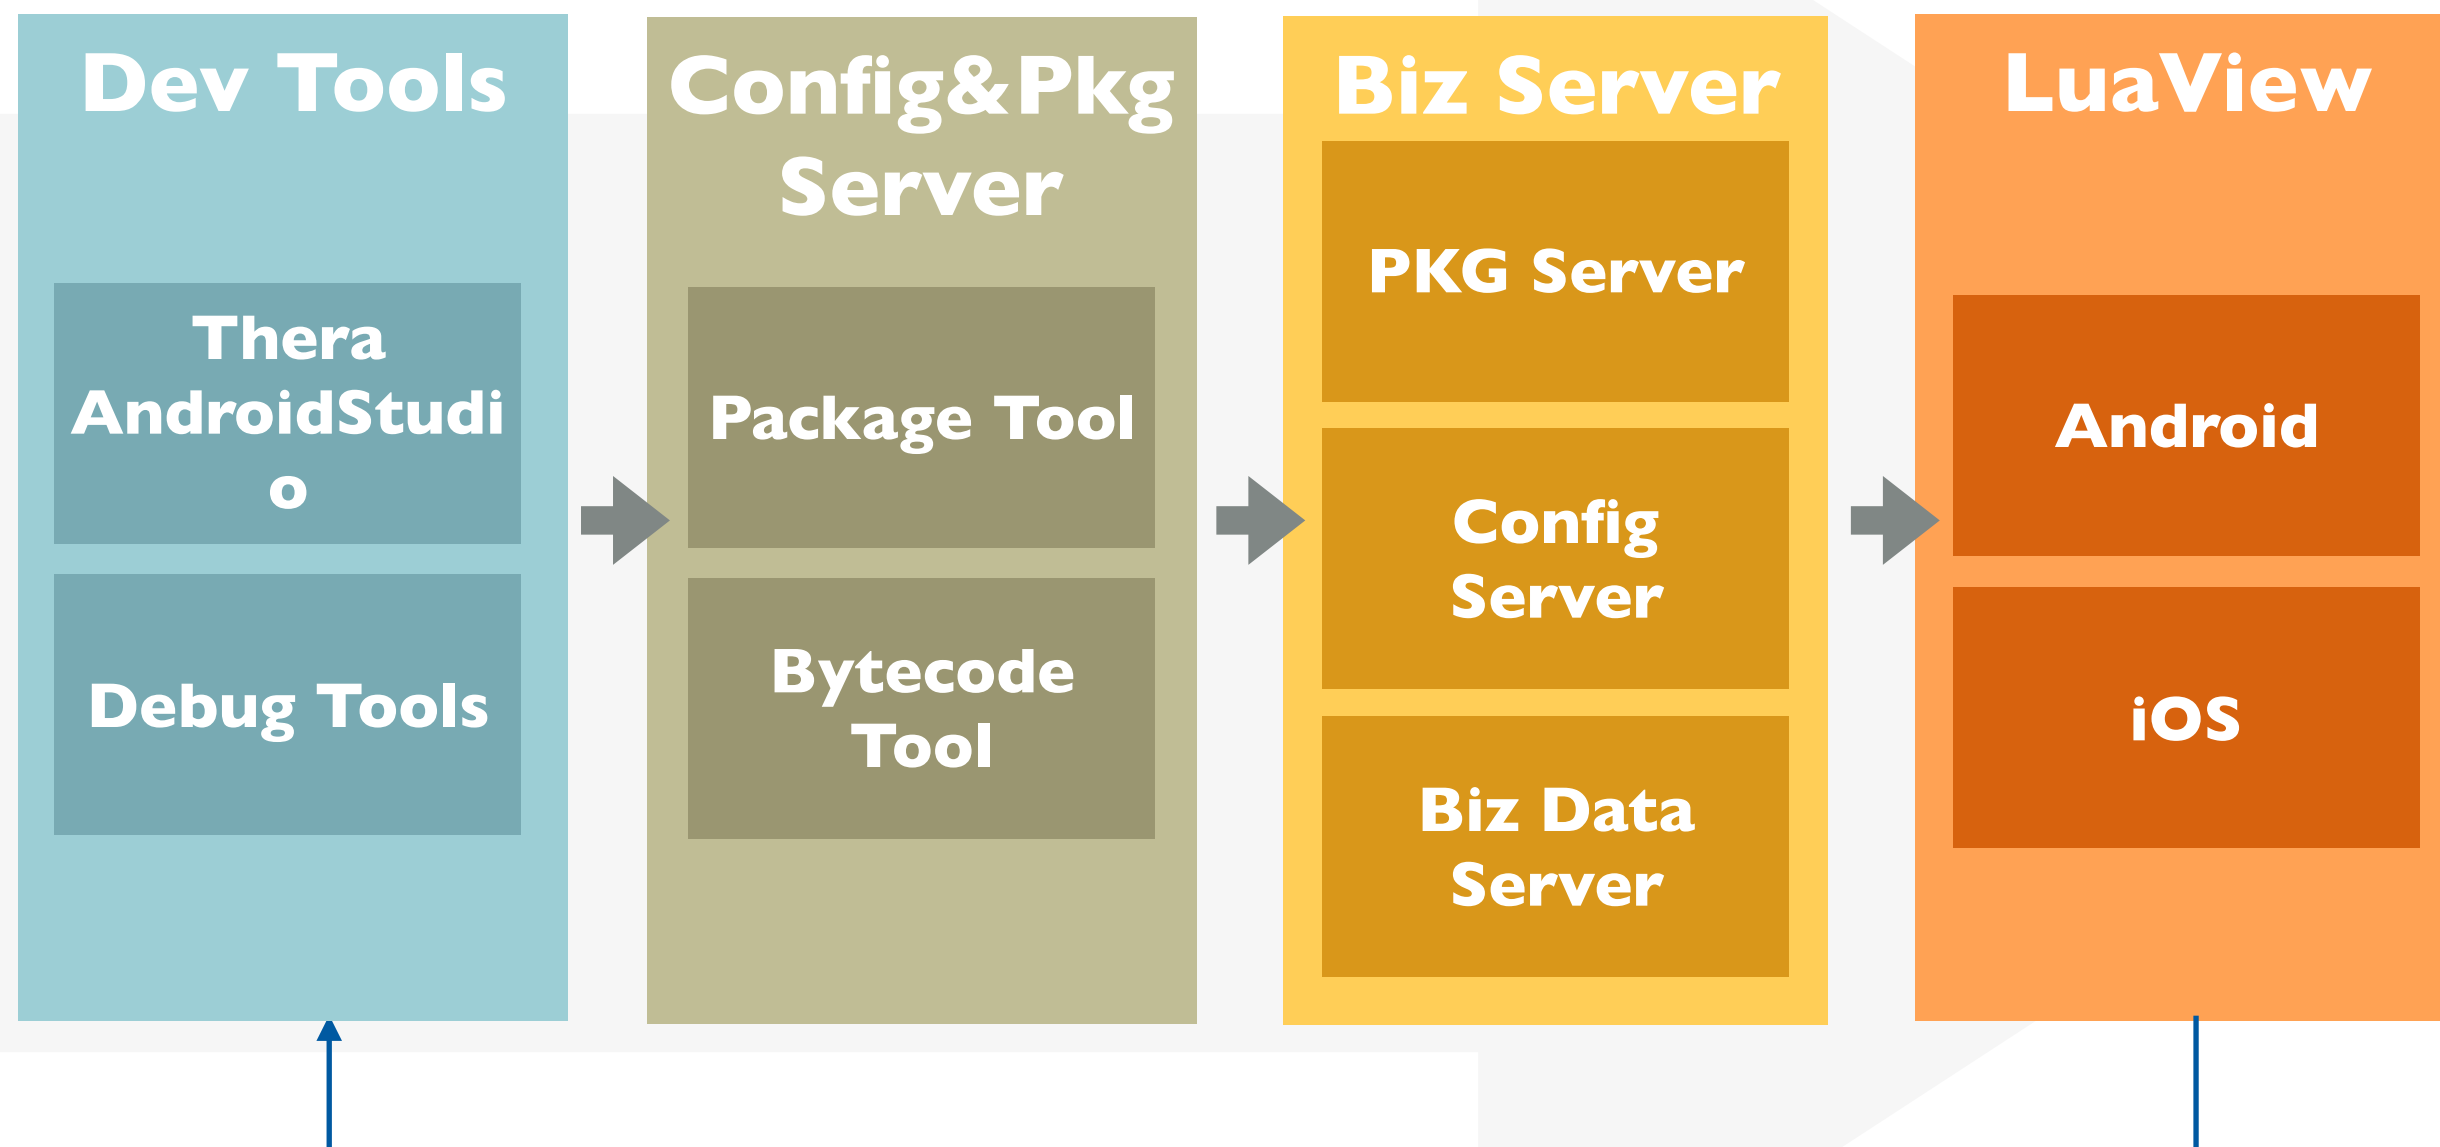 Dev Tools
Thera
AndroidStudi
o
Debug Tools
Config&Pkg
Server
Package Tool
Bytecode
Tool
Biz Server
PKG Server
Config
Server
Biz Data
Server
LuaView
Android
iOS